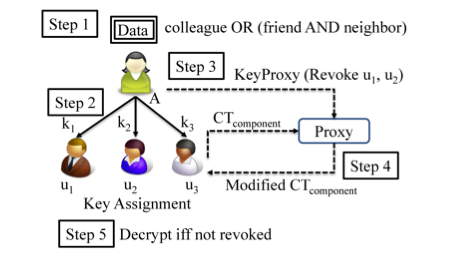 Step 1
Data
colleague OR (friend AND neighbor)
Step 3
KeyProxy (Revoke u1, u2)
Step 2
A
k1
k2
k3
CTcomponent
Proxy
Step 4
u1
u2
u3
Modified CTcomponent
Key Assignment
Step 5
Decrypt iff not revoked